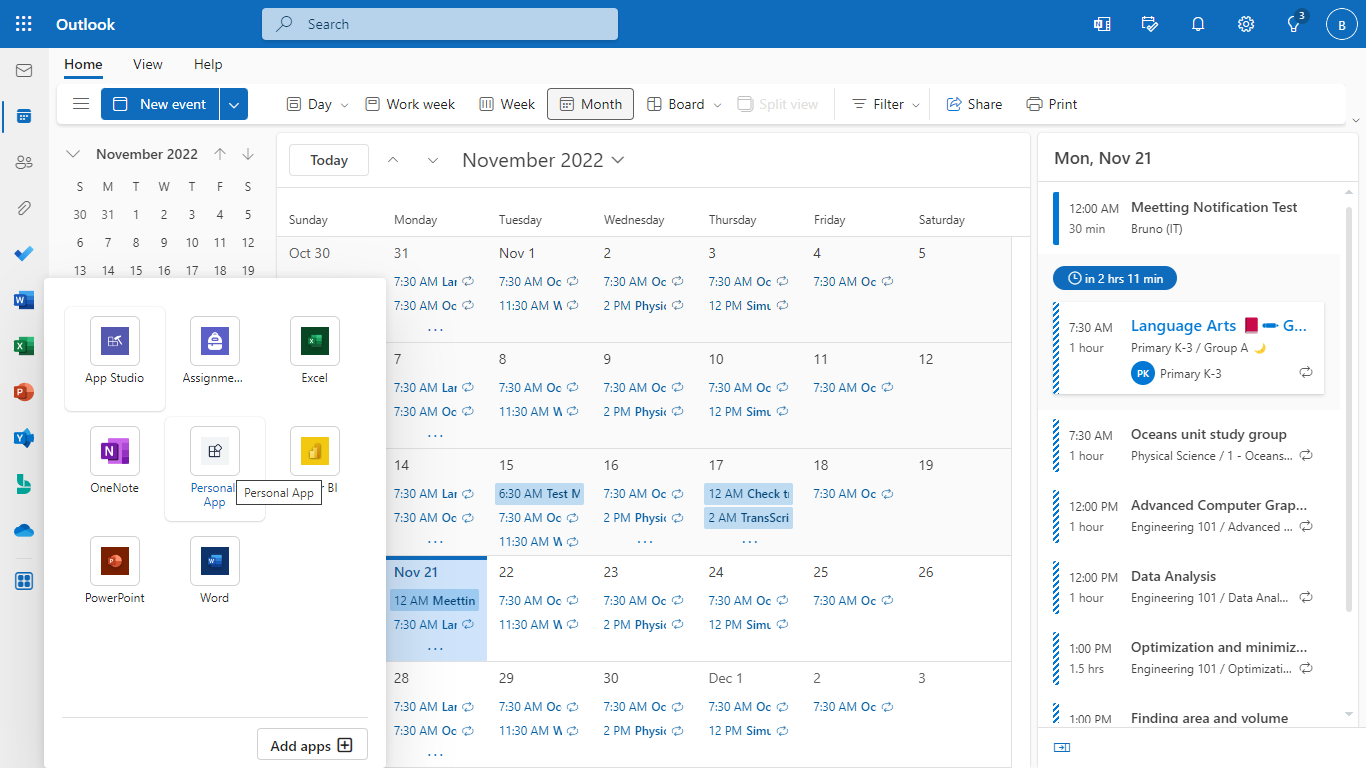 Outlook
Search
3
B
Home View Help
New event
Day Work week Week Month Board Split view Filter Share Print
November 2022
S M T W T F S
30 31 1 2 3 4 5
6 7 8 9 10 11 12
13 14 15 16 17 18 19
App Studio Assignme... Excel
OneNote Personal App BI
Personal App
PowerPoint Word
Add apps
Today November 2022
Sunday Monday Tuesday Wednesday Thursday Friday Saturday
Oct 30 31 Nov 1 2 3 4 5
7:30 AM Lar 7:30 AM Oc 7:30 AM Oc 7:30 AM Oc 7:30 AM Oc
7:30 AM Oc 11:30 AM W 2 PM Physic 12 PM Simu
...
7 8 9 10 11 12
7:30 AM Lar 7:30 AM Oc 7:30 AM Oc 7:30 AM Oc 7:30 AM Oc
7:30 AM Oc 11:30 AM W 2 PM Physic 12 PM Simu
...
14 15 16 17 18 19
7:30 AM Lar 6:30 AM Test M 7:30 AM Oc 12 AM Check tr 7:30 AM Oc
7:30 AM Oc 7:30 AM Oc 2 PM Physic 2 AM TransScri
... 11:30 AM W ... ...
Nov 21 22 23 24 25 26
12 AM Meettin 7:30 AM Oc 7:30 AM Oc 7:30 AM Oc 7:30 AM Oc
7:30 AM Lar 11:30 AM W 2 PM Physic 12 PM Simu
...
28 29 30 Dec 1 2 3
7:30 AM Lar 7:30 AM Oc 7:30 AM Oc 7:30 AM Oc 7:30 AM Oc
7:30 AM Oc 11:30 AM W 2 PM Physic 12 PM Simu
...
Mon, Nov 21
12:00 AM Meetting Notification Test
30 min Bruno (IT)
in 2 hrs 11 min
7:30 AM Language Arts 📕✏️ G...
1 hour Primary K-3 / Group A 🌙
PK Primary K-3
7:30 AM Oceans unit study group
1 hour Physical Science / 1 - Oceans...
12:00 PM Advanced Computer Grap...
1 hour Engineering 101 / Advanced ...
12:00 PM Data Analysis
1 hour Engineering 101 / Data Anal...
1:00 PM Optimization and minimiz...
1.5 hrs Engineering 101 / Optimizati...
1:00 PM Finding area and volume